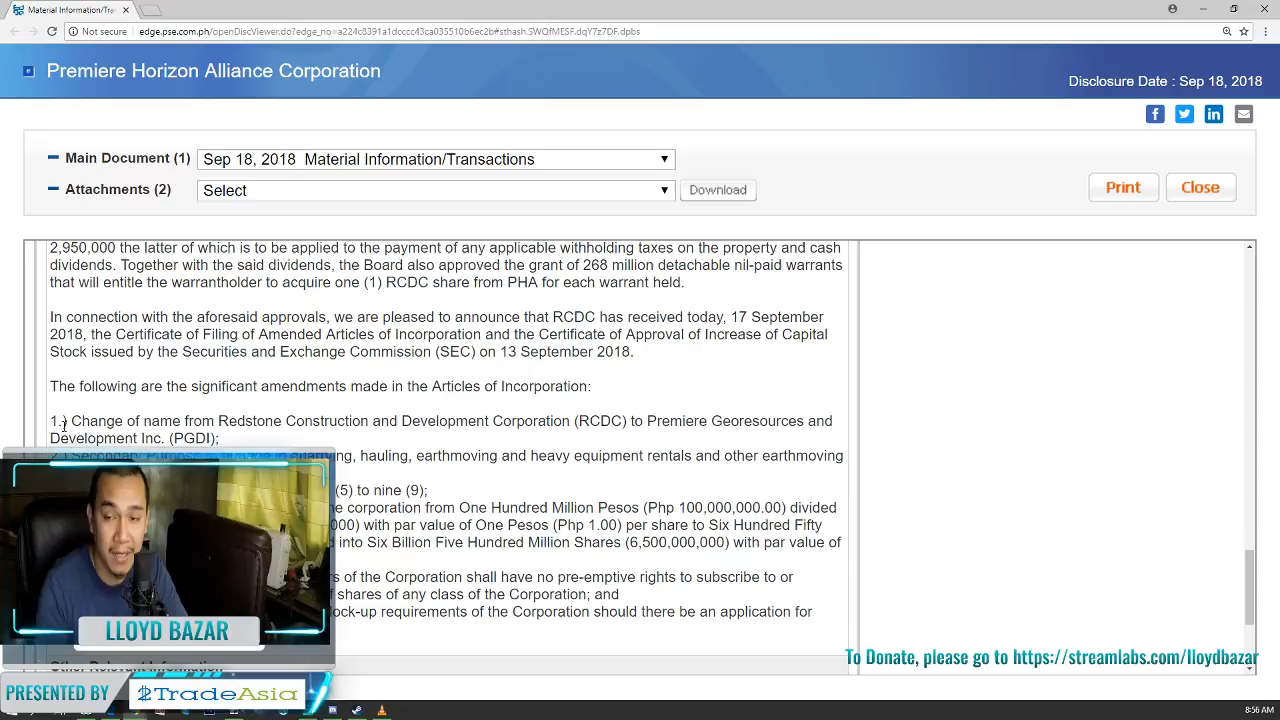 Material Information/Tra
Not secure
edge.pse.com.ph/openDiscViewer.do?edge_no=a224c8391a1dcccc43ca035510b6ec2b#sthash.SWQfMESF.dqY7z7DF.dpbs
Premiere Horizon Alliance Corporation
Disclosure Date : Sep 18, 2018
Main Document (1)
Sep 18, 2018 Material Information/Transactions
Attachments (2)
Select
Download
Print
Close
2,950,000 the latter of which is to be applied to the payment of any applicable withholding taxes on the property and cash
dividends. Together with the said dividends, the Board also approved the grant of 268 million detachable nil-paid warrants
that will entitle the warrantholder to acquire one (1) RCDC share from PHA for each warrant held.
In connection with the aforesaid approvals, we are pleased to announce that RCDC has received today, 17 September
2018, the Certificate of Filing of Amended Articles of Incorporation and the Certificate of Approval of Increase of Capital
Stock issued by the Securities and Exchange Commission (SEC) on 13 September 2018.
The following are the significant amendments made in the Articles of Incorporation:
1.) Change of name from Redstone Construction and Development Corporation (RCDC) to Premiere Georesources and
Development Inc. (PGDI);
hauling, earthmoving and heavy equipment rentals and other earthmoving
(5) to nine (9);
corporation from One Hundred Million Pesos (Php 100,000,000.00) divided
with par value of One Pesos (Php 1.00) per share to Six Hundred Fifty
into Six Billion Five Hundred Million Shares (6,500,000,000) with par value of
of the Corporation shall have no pre-emptive rights to subscribe to or
shares of any class of the Corporation; and
requirements of the Corporation should there be an application for
LLOYD BAZAR
To Donate, please go to https://streamlabs.com/lloydbazar
PRESENTED BY
TradeAsia
8:56 AM